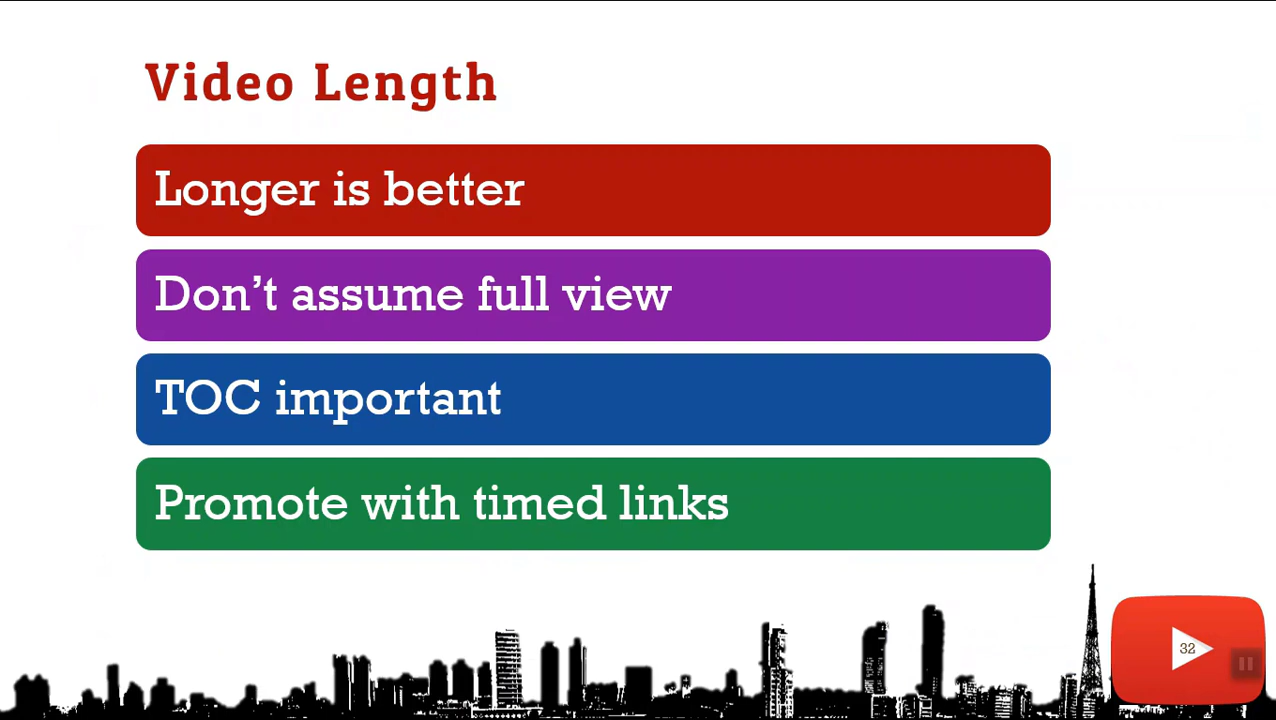 Video Length
Longer is better
Don’t assume full view
TOC important
Promote with timed links
32